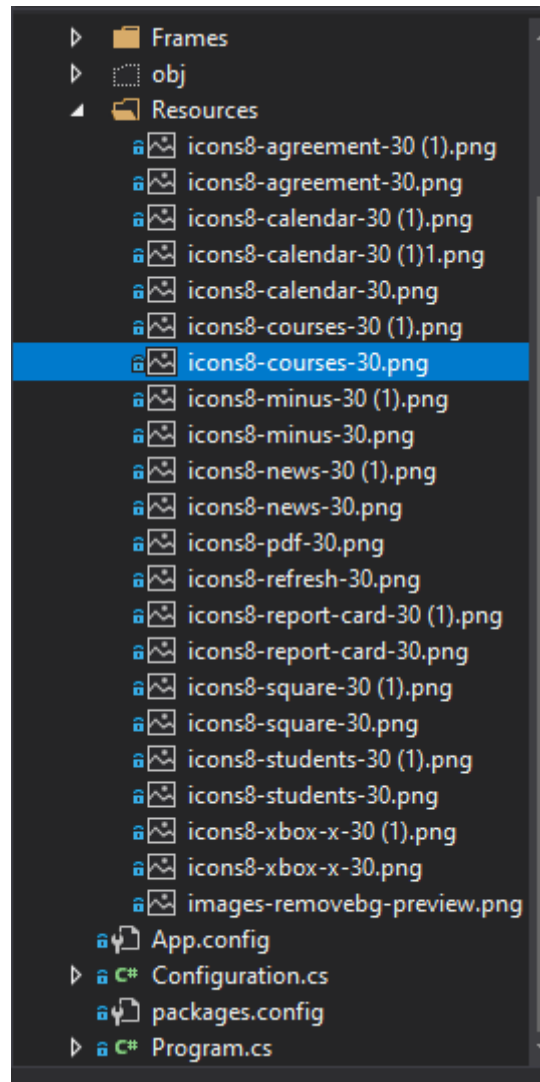 Frames
obj
Resources
icons8-agreement-30 (1).png
icons8-agreement-30.png
icons8-calendar-30 (1).png
icons8-calendar-30 (1)1.png
icons8-calendar-30.png
icons8-courses-30 (1).png
icons8-courses-30.png
icons8-minus-30 (1).png
icons8-minus-30.png
icons8-news-30 (1).png
icons8-news-30.png
icons8-pdf-30.png
icons8-refresh-30.png
icons8-report-card-30 (1).png
icons8-report-card-30.png
icons8-square-30 (1).png
icons8-square-30.png
icons8-students-30 (1).png
icons8-students-30.png
icons8-xbox-x-30 (1).png
icons8-xbox-x-30.png
images-removebg-preview.png
App.config
C# Configuration.cs
packages.config
C# Program.cs